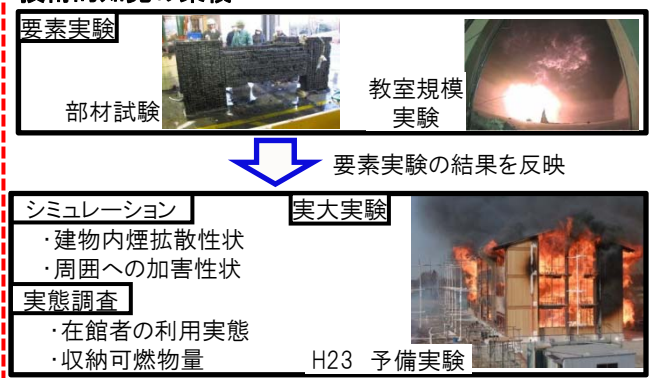 要素実験
部材試験
教室規模
実験
要素実験の結果を反映
シミュレーション
・建物内煙拡散性状
・周囲への加害性状
実態調査
・在館者の利用実態
・収納可燃物量
実大実験
H23 予備実験